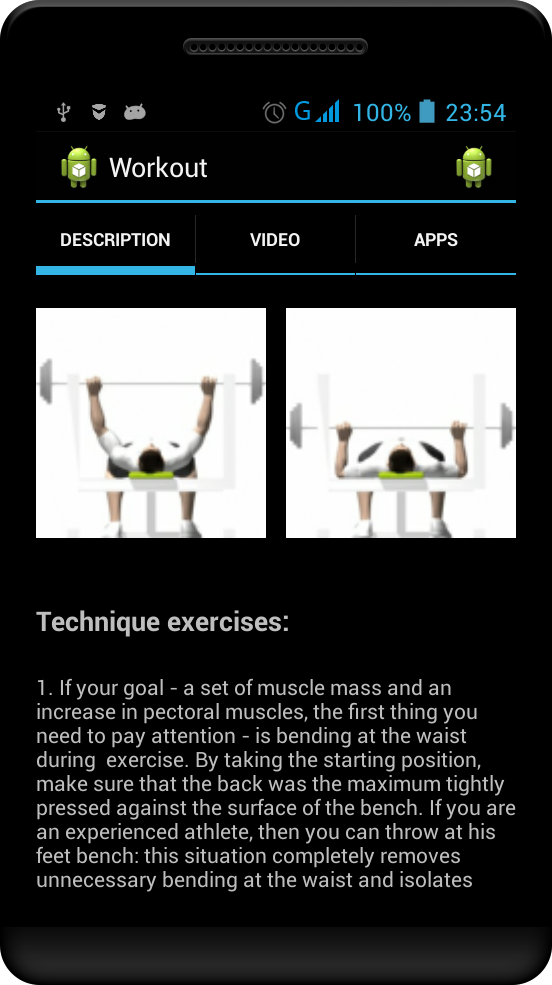 G 100% 23:54
Workout
DESCRIPTION VIDEO APPS
Technique exercises:
1. If your goal - a set of muscle mass and an
increase in pectoral muscles, the first thing you
need to pay attention - is bending at the waist
during  exercise. By taking the starting position,
make sure that the back was the maximum tightly
pressed against the surface of the bench. If you are
an experienced athlete, then you can throw at his
feet bench: this situation completely removes
unnecessary bending at the waist and isolates